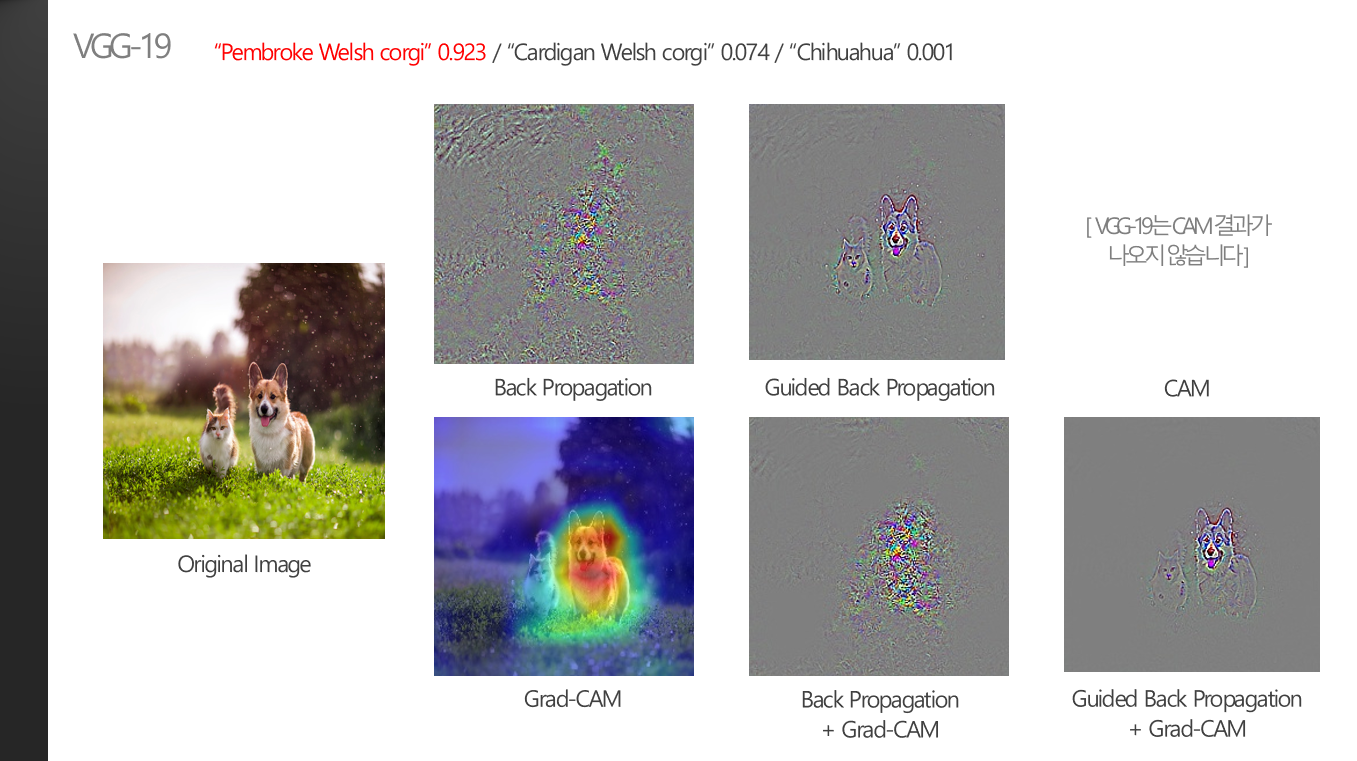 VGG-19
“Pembroke Welsh corgi” 0.923 / “Cardigan Welsh corgi” 0.074 / “Chihuahua” 0.001
[ VGG-19는 CAM 결과가
나오지 않습니다 ]
Back Propagation
Guided Back Propagation
CAM
Original Image
Grad-CAM
Back Propagation
+ Grad-CAM
Guided Back Propagation
+ Grad-CAM